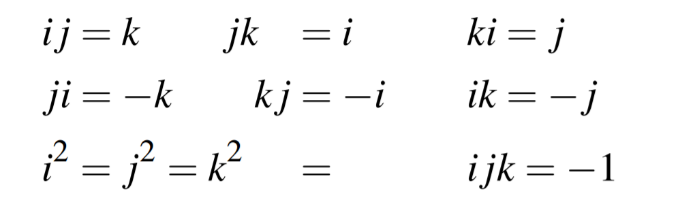 ij = k jk = i ki = j
ji = −k kj = −i ik = −j
i² = j² = k² = ijk = −1